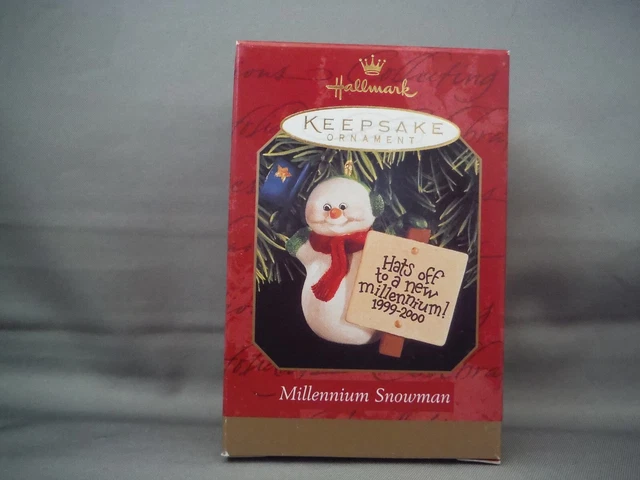 Hallmark
KEEPSAKE
ORNAMENT
Hats off
to a new
millennium!
1999-2000
Millennium Snowman